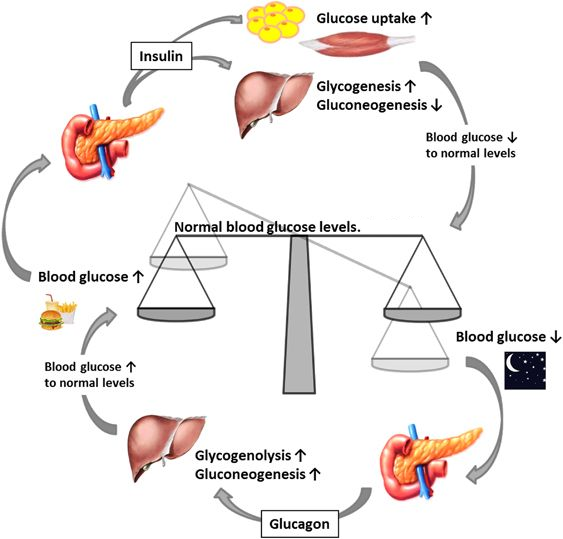 Glucose uptake ↑
Insulin
Glycogenesis ↑
Gluconeogenesis ↓
Blood glucose ↓
to normal levels
Normal blood glucose levels.
Blood glucose ↑
Blood glucose ↓
Blood glucose ↑
to normal levels
Glycogenolysis ↑
Gluconeogenesis ↑
Glucagon